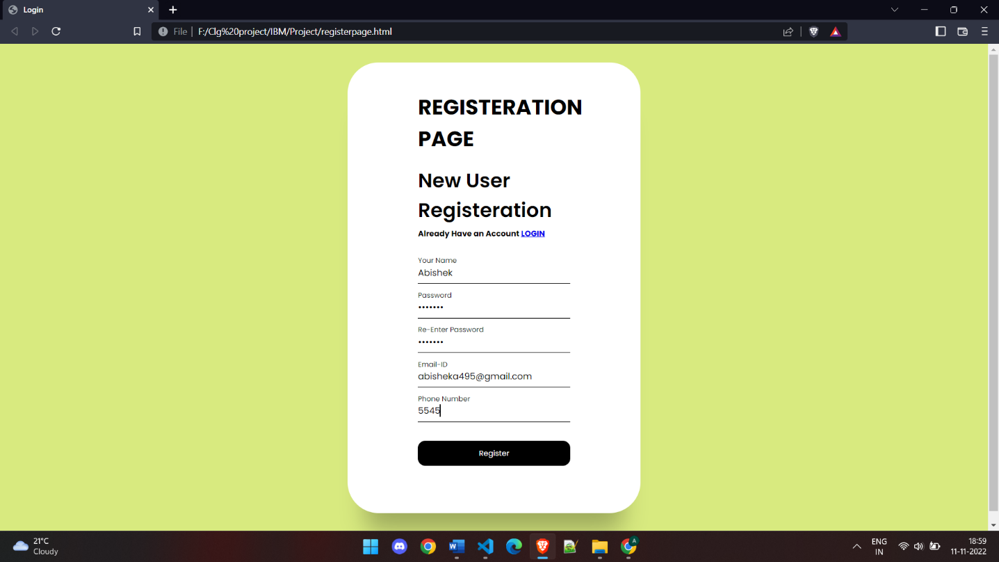 Login
File
F:/Clg%20project/IBM/Project/registerpage.html
REGISTERATION
PAGE
New User
Registeration
Already Have an Account LOGIN
Your Name
Abishek
Password
•••••••
Re-Enter Password
•••••••
Email-ID
abisheka495@gmail.com
Phone Number
5545
Register
21°C
Cloudy
W
A
ENG
IN
18:59
11-11-2022